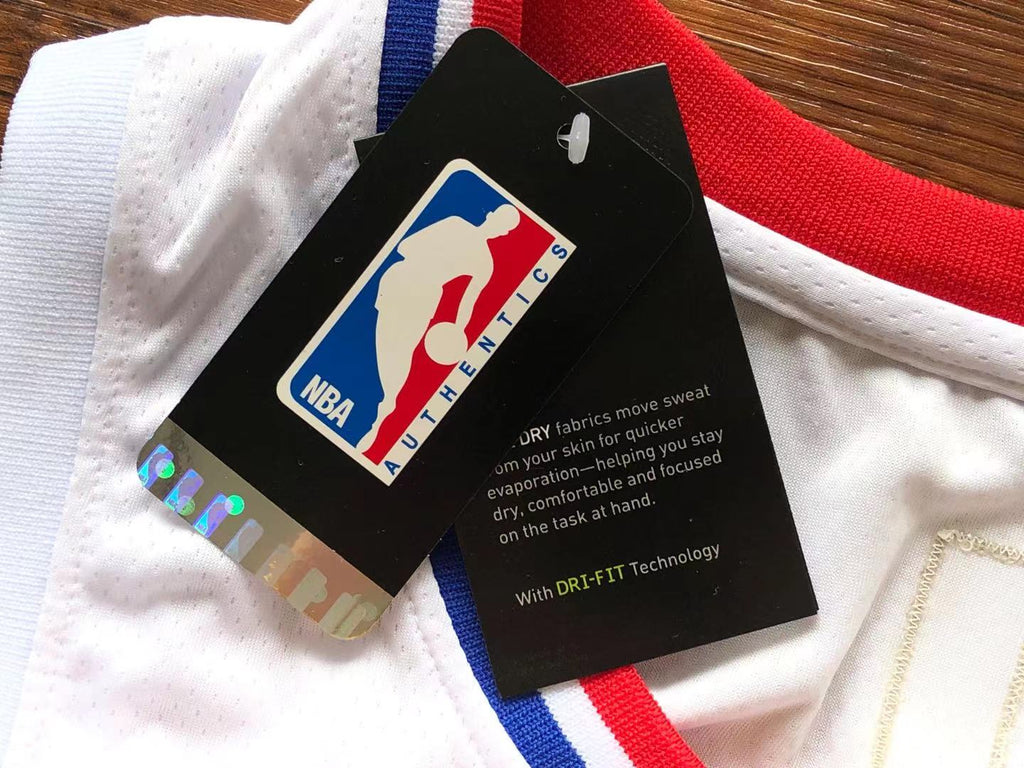 NBA
AUTHENTICS
DRY fabrics move sweat
your skin for quicker
evaporation—helping you stay
dry, comfortable and focused
on the task at hand.
With DRI-FIT Technology